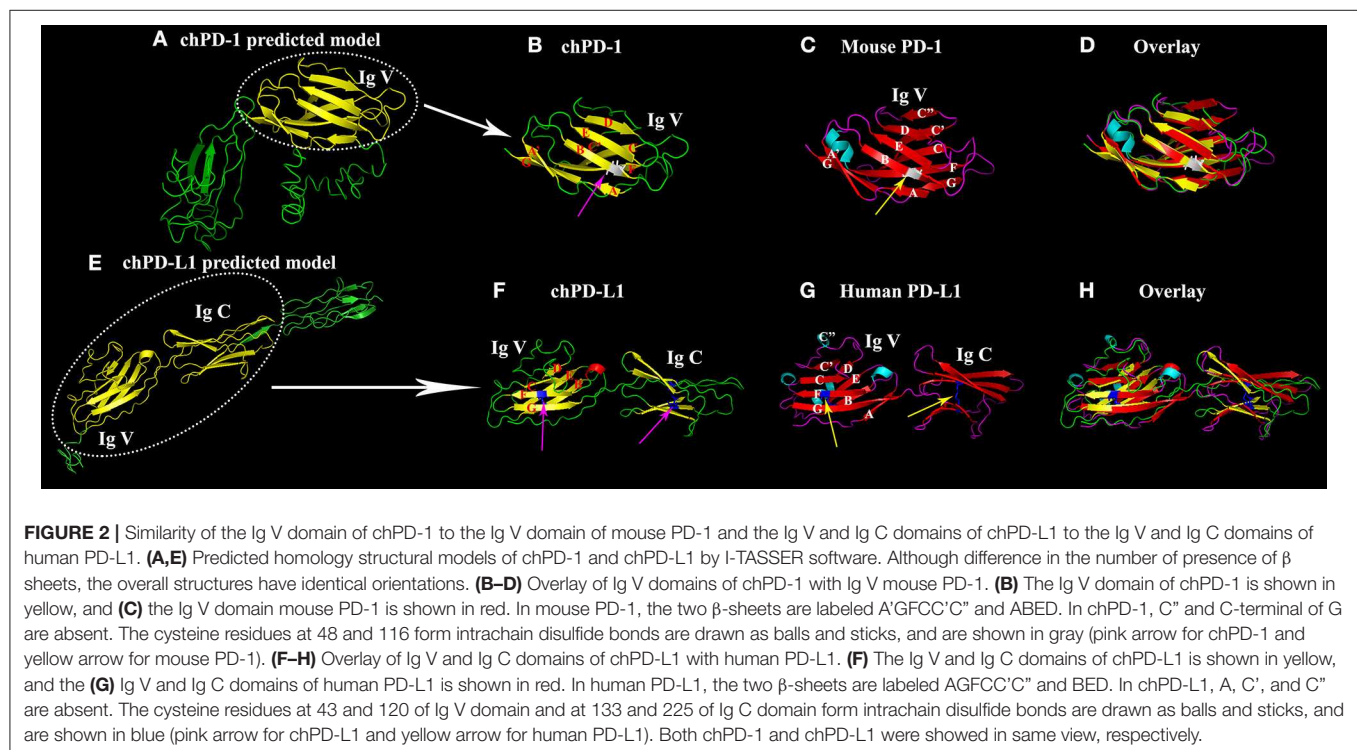 A chPD-1 predicted model
Ig V
B chPD-1
Ig V
D
E
B
C
A'
G
A
C Mouse PD-1
Ig V
C"
D
C'
E
C
B
A'
G
F
G
A
D Overlay
E chPD-L1 predicted model
Ig C
Ig V
F chPD-L1
Ig V
Ig C
F
G
G Human PD-L1
C"
Ig V
C'
D
C
E
F
B
G
A
Ig C
H Overlay
FIGURE 2 | Similarity of the Ig V domain of chPD-1 to the Ig V domain of mouse PD-1 and the Ig V and Ig C domains of chPD-L1 to the Ig V and Ig C domains of
human PD-L1. (A,E) Predicted homology structural models of chPD-1 and chPD-L1 by I-TASSER software. Although difference in the number of presence of β
sheets, the overall structures have identical orientations. (B–D) Overlay of Ig V domains of chPD-1 with Ig V mouse PD-1. (B) The Ig V domain of chPD-1 is shown in
yellow, and (C) the Ig V domain mouse PD-1 is shown in red. In mouse PD-1, the two β-sheets are labeled A'GFCC'C" and ABED. In chPD-1, C" and C-terminal of G
are absent. The cysteine residues at 48 and 116 form intrachain disulfide bonds are drawn as balls and sticks, and are shown in gray (pink arrow for chPD-1 and
yellow arrow for mouse PD-1). (F–H) Overlay of Ig V and Ig C domains of chPD-L1 with human PD-L1. (F) The Ig V and Ig C domains of chPD-L1 is shown in yellow,
and the (G) Ig V and Ig C domains of human PD-L1 is shown in red. In human PD-L1, the two β-sheets are labeled AGFCC'C" and BED. In chPD-L1, A, C', and C"
are absent. The cysteine residues at 43 and 120 of Ig V domain and at 133 and 225 of Ig C domain form intrachain disulfide bonds are drawn as balls and sticks, and
are shown in blue (pink arrow for chPD-L1 and yellow arrow for human PD-L1). Both chPD-1 and chPD-L1 were showed in same view, respectively.